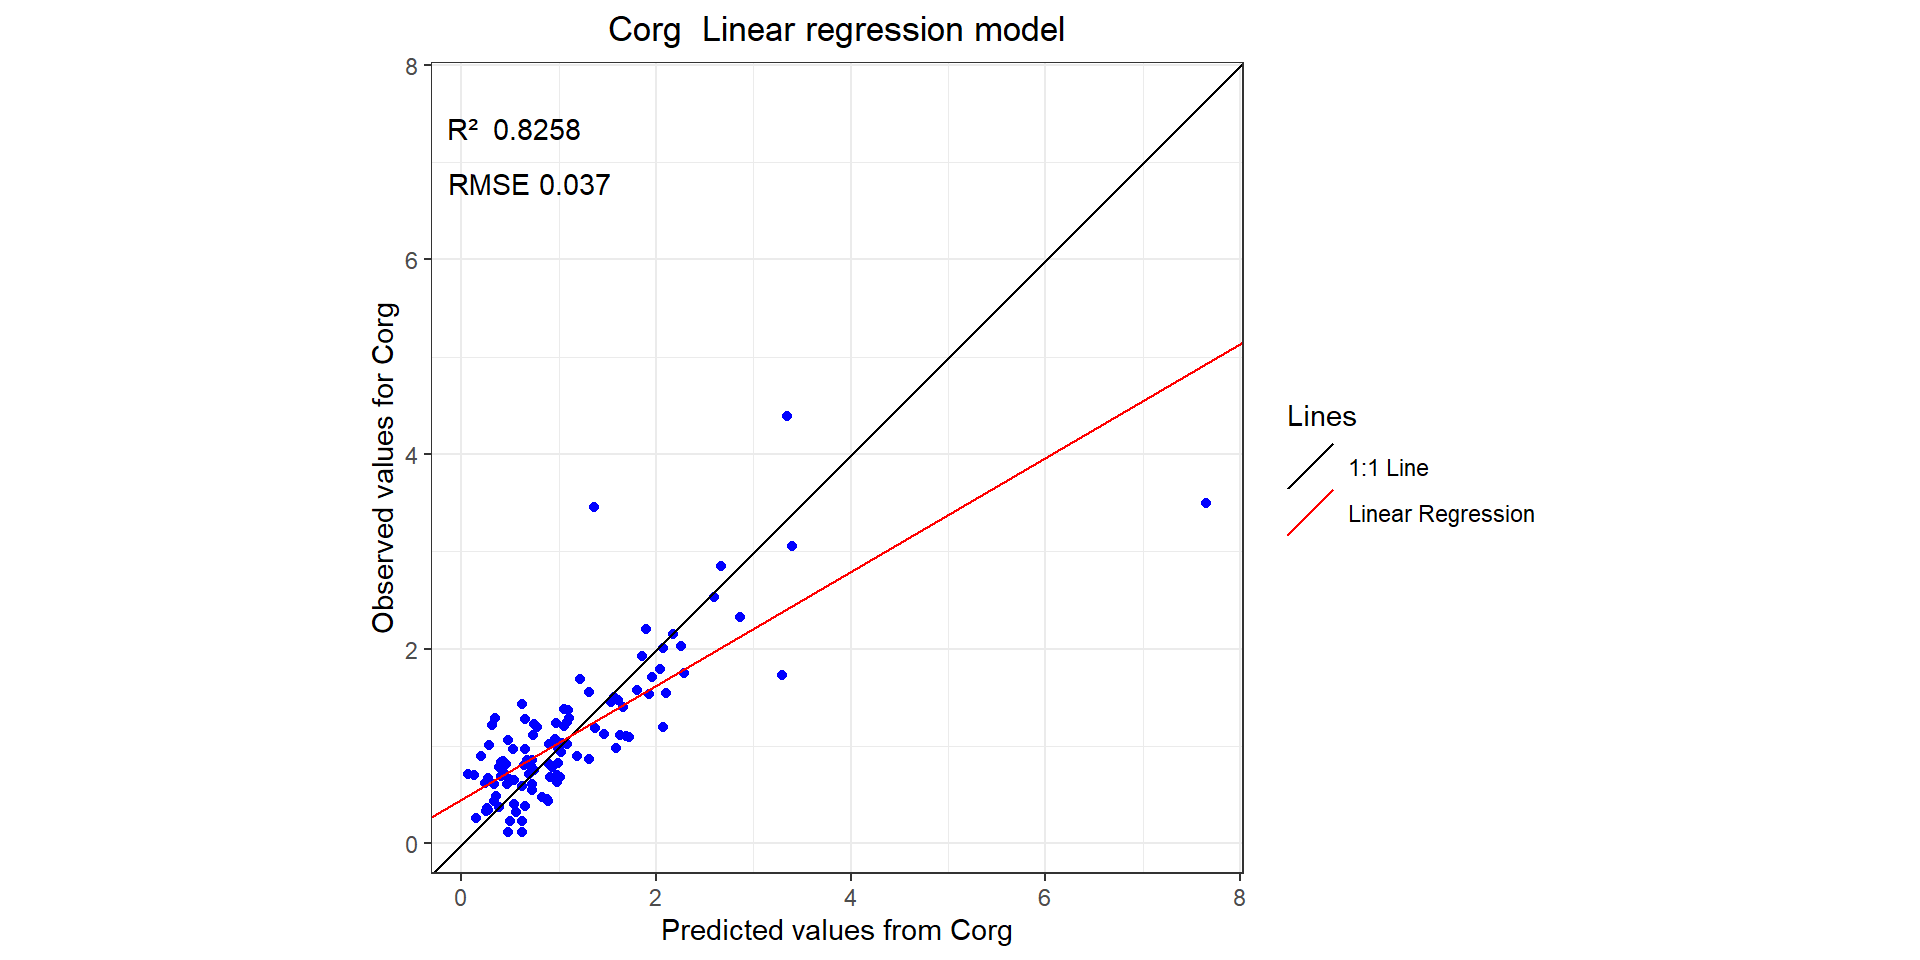 Corg  Linear regression model
R²  0.8258
RMSE 0.037
8
6
4
2
0
Observed values for Corg
0 2 4 6 8
Predicted values from Corg
Lines
1:1 Line
Linear Regression